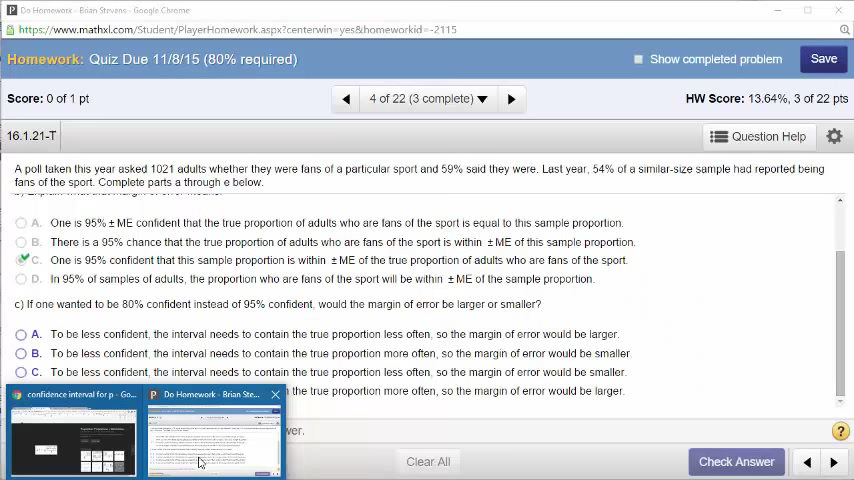 Do Homework - Brian Stevens - Google Chrome
https://www.mathxl.com/Student/PlayerHomework.aspx?centerwin=yes&homeworkid=-2115
Homework: Quiz Due 11/8/15 (80% required)
Show completed problem
Save
Score: 0 of 1 pt
4 of 22 (3 complete)
HW Score: 13.64%, 3 of 22 pts
16.1.21-T
Question Help
A poll taken this year asked 1021 adults whether they were fans of a particular sport and 59% said they were. Last year, 54% of a similar-size sample had reported being
fans of the sport. Complete parts a through e below.
A. One is 95% ± ME confident that the true proportion of adults who are fans of the sport is equal to this sample proportion.
B. There is a 95% chance that the true proportion of adults who are fans of the sport is within ± ME of this sample proportion.
C. One is 95% confident that this sample proportion is within ± ME of the true proportion of adults who are fans of the sport.
D. In 95% of samples of adults, the proportion who are fans of the sport will be within ± ME of the sample proportion.
c) If one wanted to be 80% confident instead of 95% confident, would the margin of error be larger or smaller?
A. To be less confident, the interval needs to contain the true proportion less often, so the margin of error would be larger.
B. To be less confident, the interval needs to contain the true proportion more often, so the margin of error would be smaller.
C. To be less confident, the interval needs to contain the true proportion less often, so the margin of error would be smaller.
the true proportion more often, so the margin of error would be larger.
confidence interval for p - Go...
Do Homework - Brian Ste...
wer.
Clear All
Check Answer